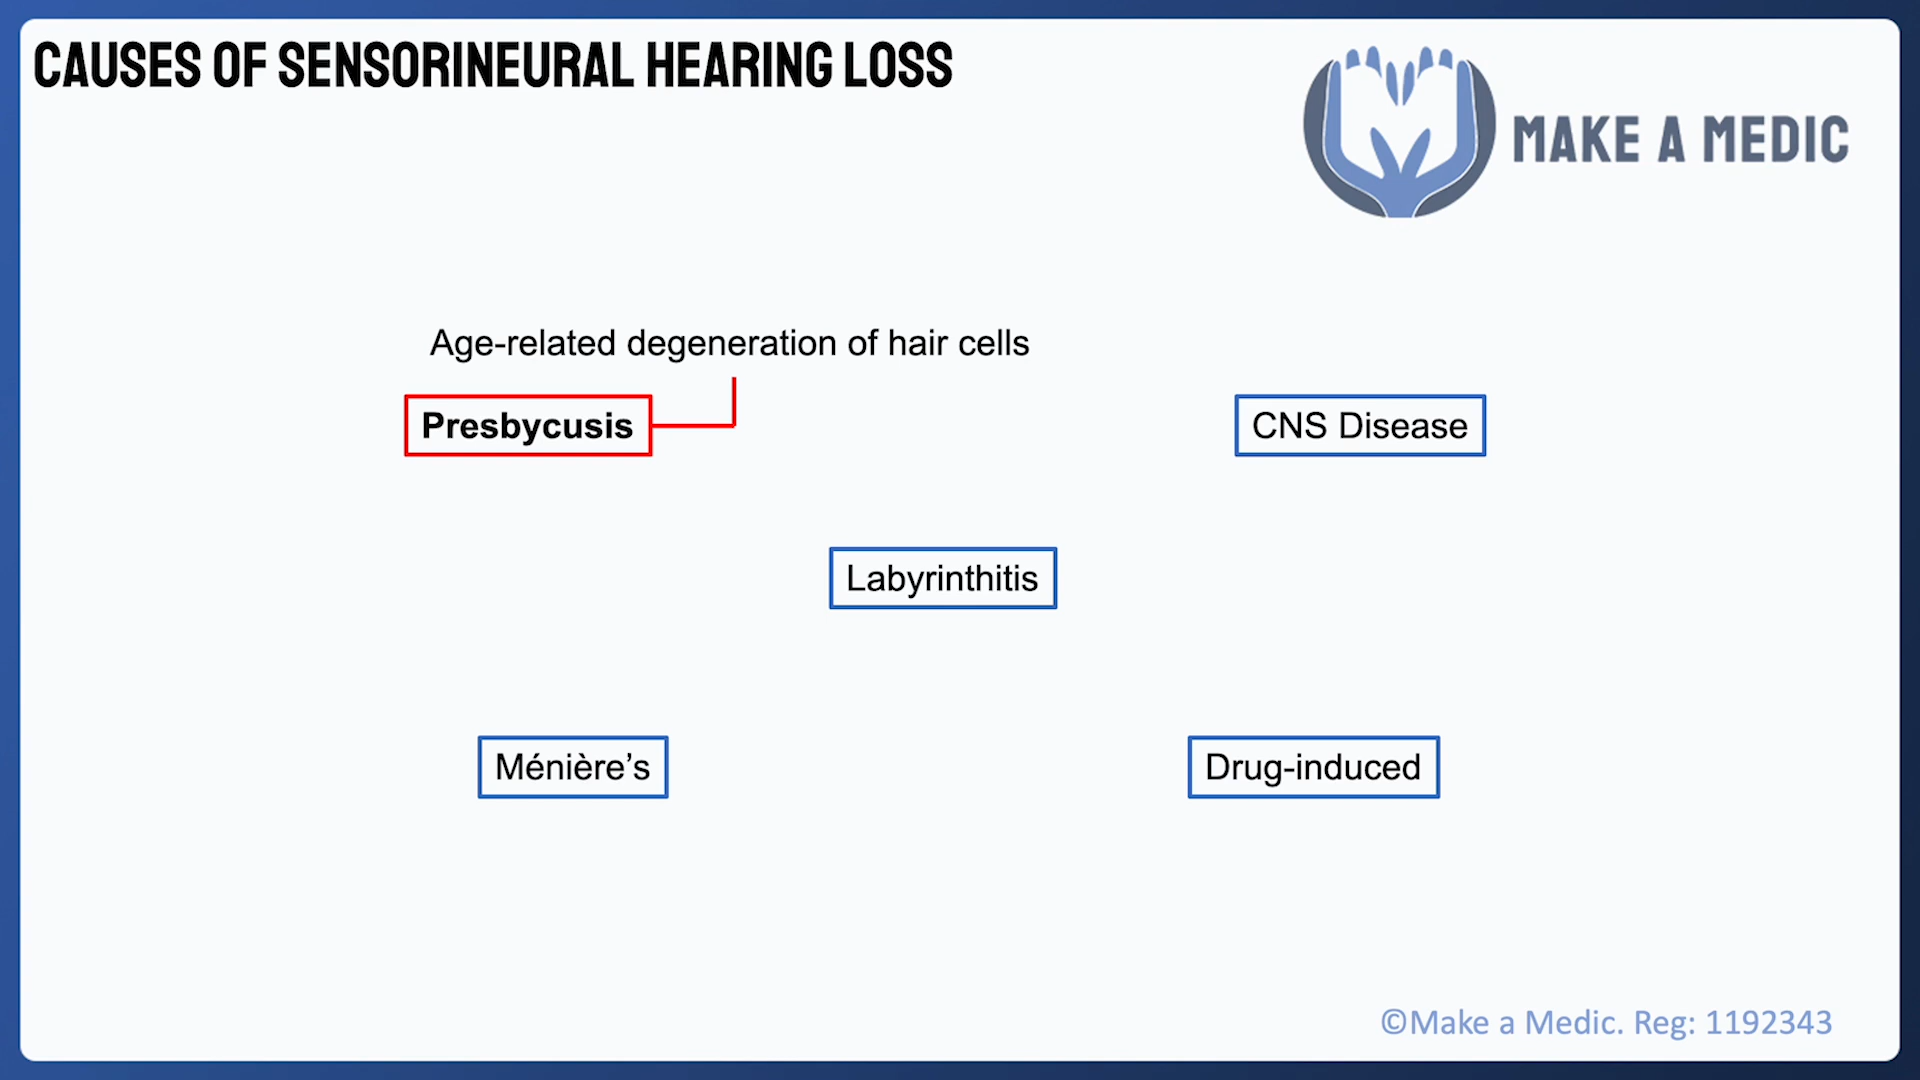 CAUSES OF SENSORINEURAL HEARING LOSS
MAKE A MEDIC
Age-related degeneration of hair cells
Presbycusis
CNS Disease
Labyrinthitis
Ménière’s
Drug-induced
©Make a Medic. Reg: 1192343